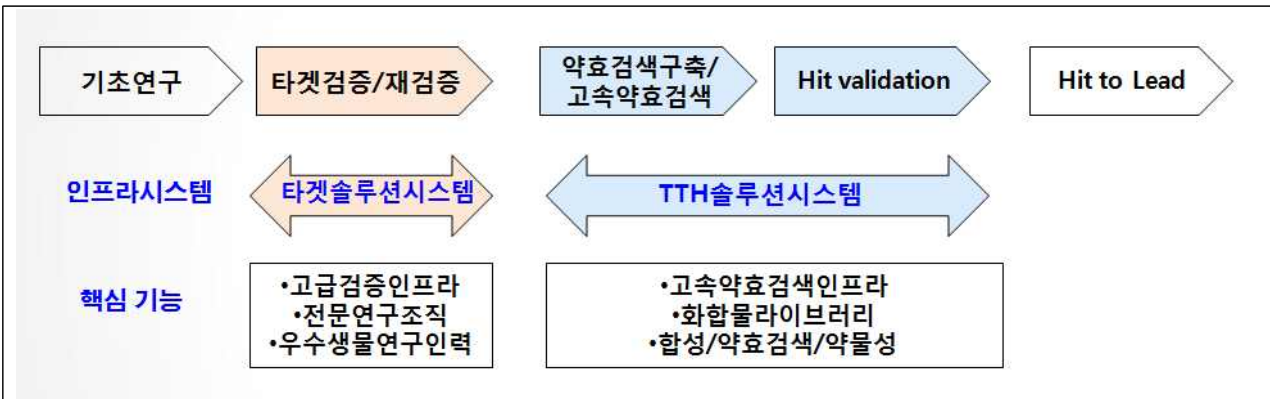 기초연구
타겟검증/재검증
약효검색구축/
고속약효검색
Hit validation
Hit to Lead
인프라시스템
타겟솔루션시스템
TTH솔루션시스템
핵심 기능
•고급검증인프라
•전문연구조직
•우수생물연구인력
•고속약효검색인프라
•화합물라이브러리
•합성/약효검색/약물성